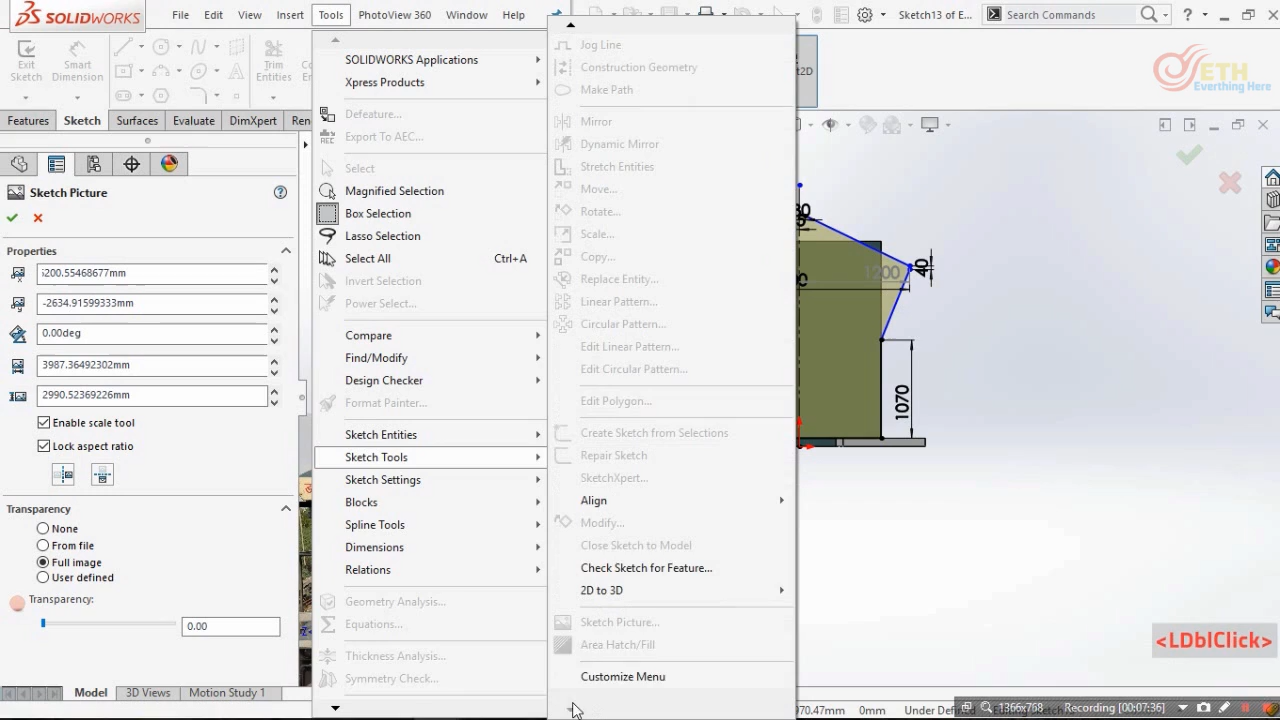 SOLIDWORKS
File
Edit
View
Insert
Tools
PhotoView 360
Window
Help
Sketch13 of E...
Search Commands
Exit
Sketch
Smart
Dimension
Trim
Entities
Features
Sketch
Surfaces
Evaluate
DimXpert
Ren
Sketch Picture
Properties
-2634.91599333mm
0.00deg
3987.36492302mm
2990.52369226mm
Enable scale tool
Lock aspect ratio
Transparency
None
From file
Full image
User defined
Transparency:
0.00
Model
3D Views
Motion Study 1
SOLIDWORKS Applications
Xpress Products
Defeature...
Export To AEC...
Select
Magnified Selection
Box Selection
Lasso Selection
Select All Ctrl+A
Invert Selection
Power Select...
Compare
Find/Modify
Design Checker
Format Painter...
Sketch Entities
Sketch Tools
Sketch Settings
Blocks
Spline Tools
Dimensions
Relations
Geometry Analysis...
Equations...
Thickness Analysis...
Symmetry Check...
Jog Line
Construction Geometry
Make Path
Mirror
Dynamic Mirror
Stretch Entities
Move...
Rotate...
Scale...
Copy...
Replace Entity...
Linear Pattern...
Circular Pattern...
Edit Linear Pattern...
Edit Circular Pattern...
Edit Polygon...
Create Sketch from Selections
Repair Sketch
SketchXpert...
Align
Modify...
Close Sketch to Model
Check Sketch for Feature...
2D to 3D
Sketch Picture...
Area Hatch/Fill
Customize Menu
ETH
Everthing Here
1200
40
1070
<LDblClick>
0mm
Under Defined
1366x768
Recording [00:07:36]